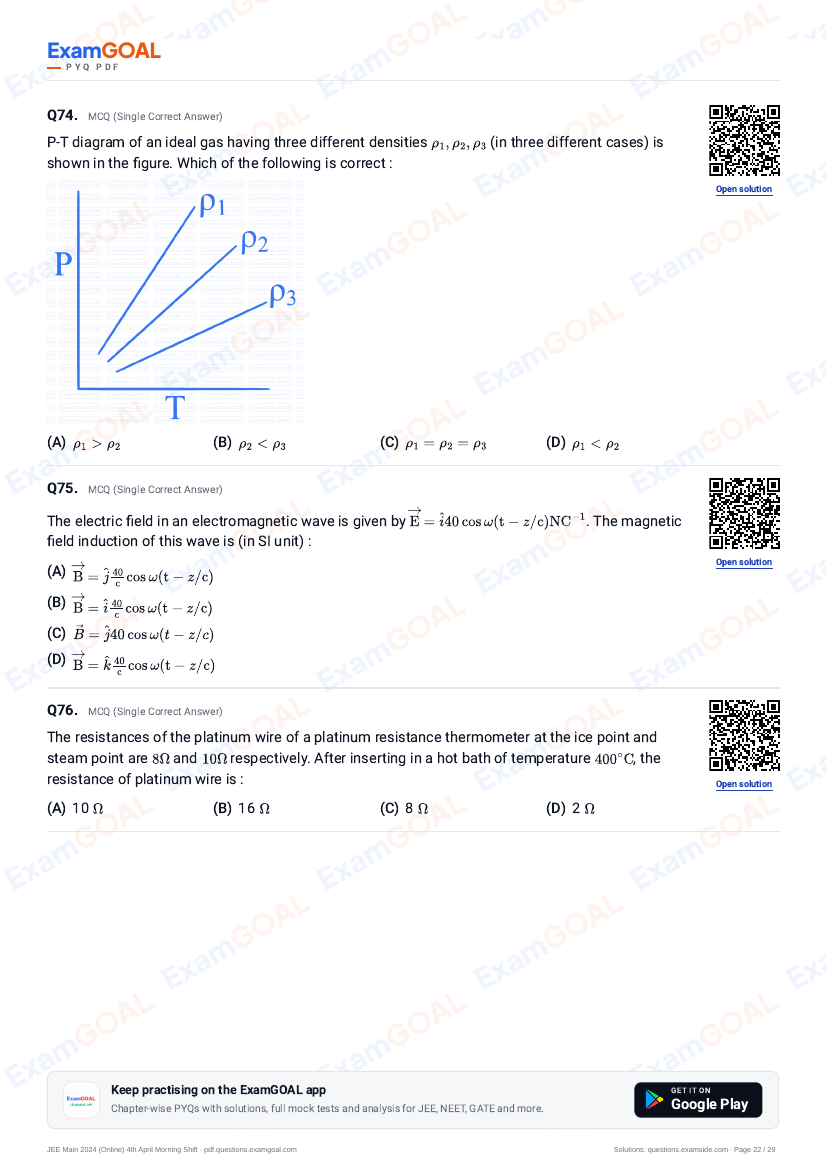 ExamGOAL
PYQ PDF
Q74. MCQ (Single Correct Answer)
P-T diagram of an ideal gas having three different densities ρ₁, ρ₂, ρ₃ (in three different cases) is
shown in the figure. Which of the following is correct :
Open solution
ρ₁
ρ₂
P
ρ₃
T
(A) ρ₁ > ρ₂ (B) ρ₂ < ρ₃ (C) ρ₁ = ρ₂ = ρ₃ (D) ρ₁ < ρ₂
Q75. MCQ (Single Correct Answer)
The electric field in an electromagnetic wave is given by E⃗ = î40 cos ω(t − z/c)NC⁻¹. The magnetic
field induction of this wave is (in SI unit) :
Open solution
(A) B⃗ = ĵ 40/c cos ω(t − z/c)
(B) B⃗ = î 40/c cos ω(t − z/c)
(C) B⃗ = ĵ40 cos ω(t − z/c)
(D) B⃗ = k̂ 40/c cos ω(t − z/c)
Q76. MCQ (Single Correct Answer)
The resistances of the platinum wire of a platinum resistance thermometer at the ice point and
steam point are 8Ω and 10Ω respectively. After inserting in a hot bath of temperature 400°C, the
resistance of platinum wire is :
Open solution
(A) 10 Ω (B) 16 Ω (C) 8 Ω (D) 2 Ω
ExamGOAL
Keep practising on the ExamGOAL app
Chapter-wise PYQs with solutions, full mock tests and analysis for JEE, NEET, GATE and more.
GET IT ON
Google Play
JEE Main 2024 (Online) 4th April Morning Shift · pdf.questions.examgoal.com
Solutions: questions.examside.com · Page 22 / 29